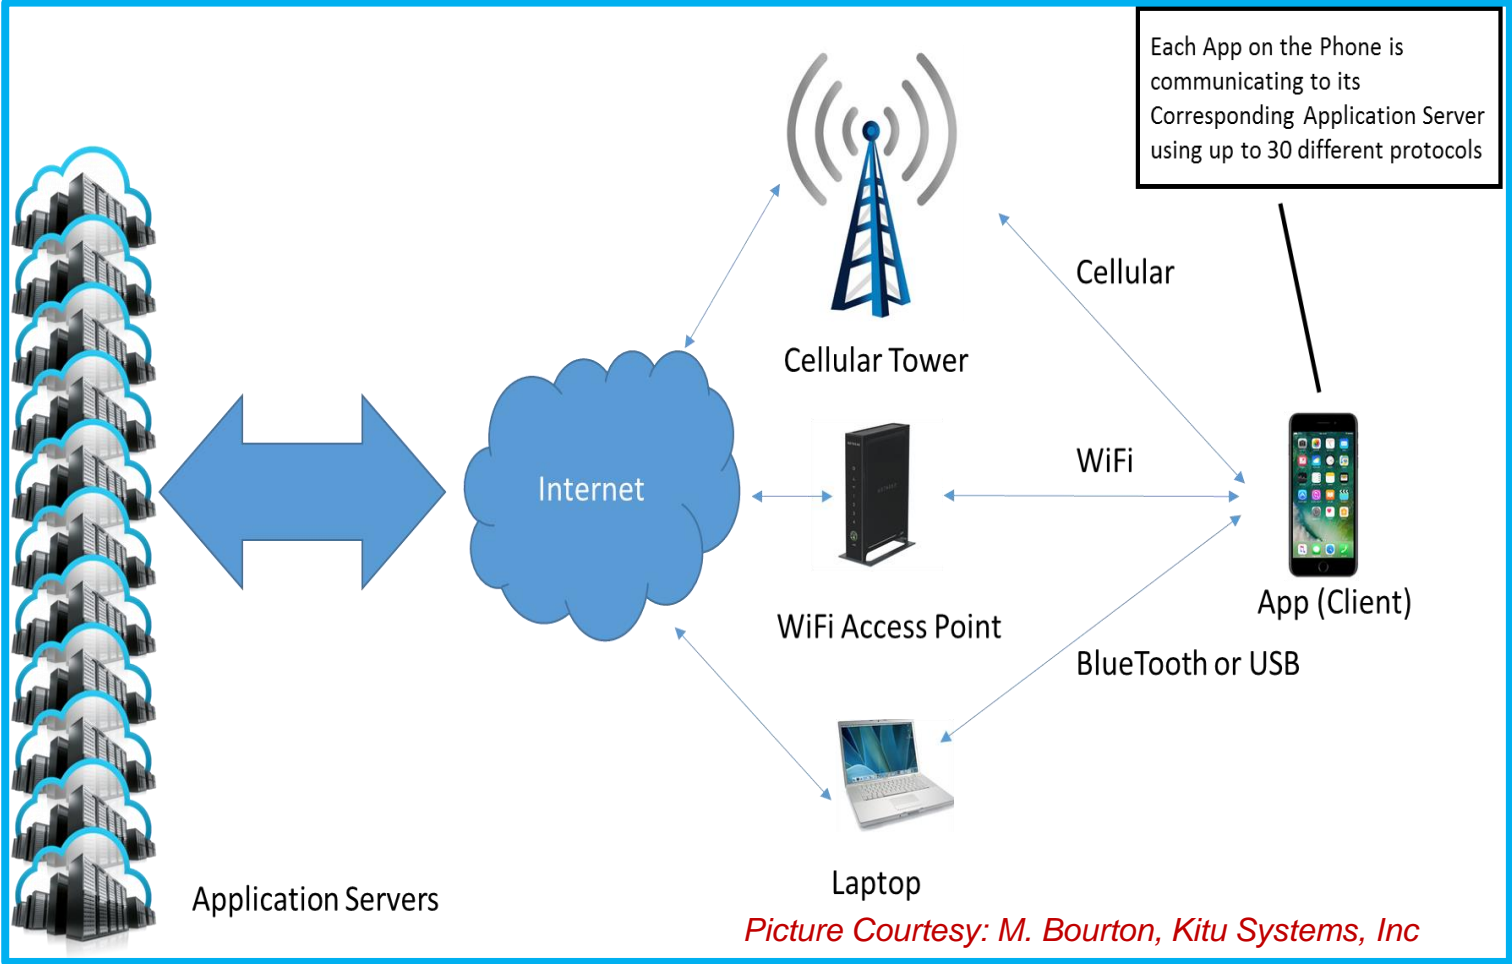 Each App on the Phone is
communicating to its
Corresponding Application Server
using up to 30 different protocols
Cellular
Cellular Tower
WiFi
Internet
App (Client)
WiFi Access Point
BlueTooth or USB
Laptop
Application Servers
Picture Courtesy: M. Bourton, Kitu Systems, Inc